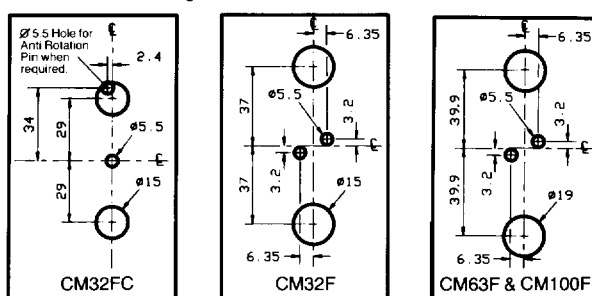 Ø5.5 Hole for
Anti Rotation
Pin when
required.
℄
2.4
34
29
29
ø5.5
℄
ø15
CM32FC
℄
6.35
37
37
ø5.5
3.2
℄
3.2
ø15
6.35
CM32F
℄
6.35
39.9
39.9
ø5.5
3.2
℄
3.2
ø19
6.35
CM63F & CM100F